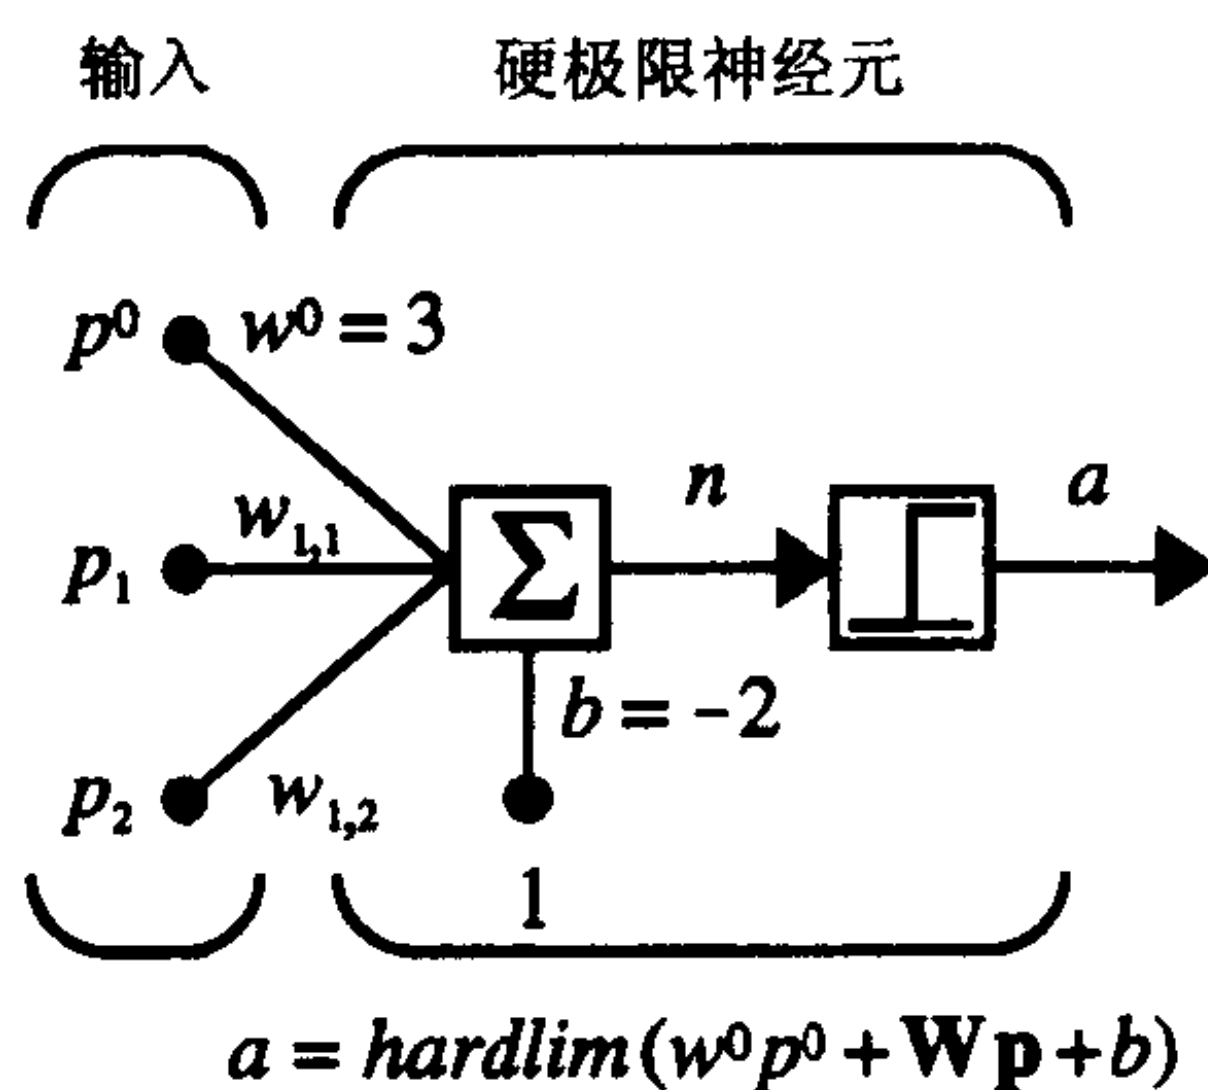 输入 硬极限神经元
p⁰ w⁰ = 3
n a
w₁,₁
p₁ Σ
b = -2
p₂ w₁,₂
1
a = hardlim(w⁰p⁰ + Wp + b)